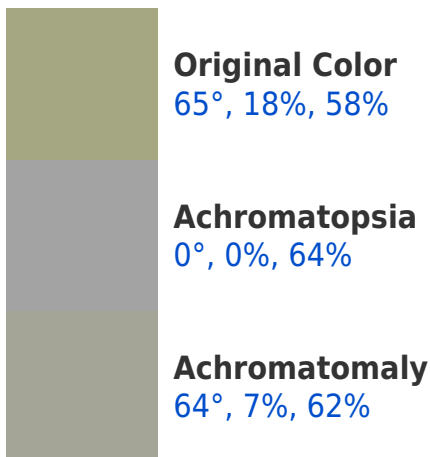 Original Color
65°, 18%, 58%
Achromatopsia
0°, 0%, 64%
Achromatomaly
64°, 7%, 62%